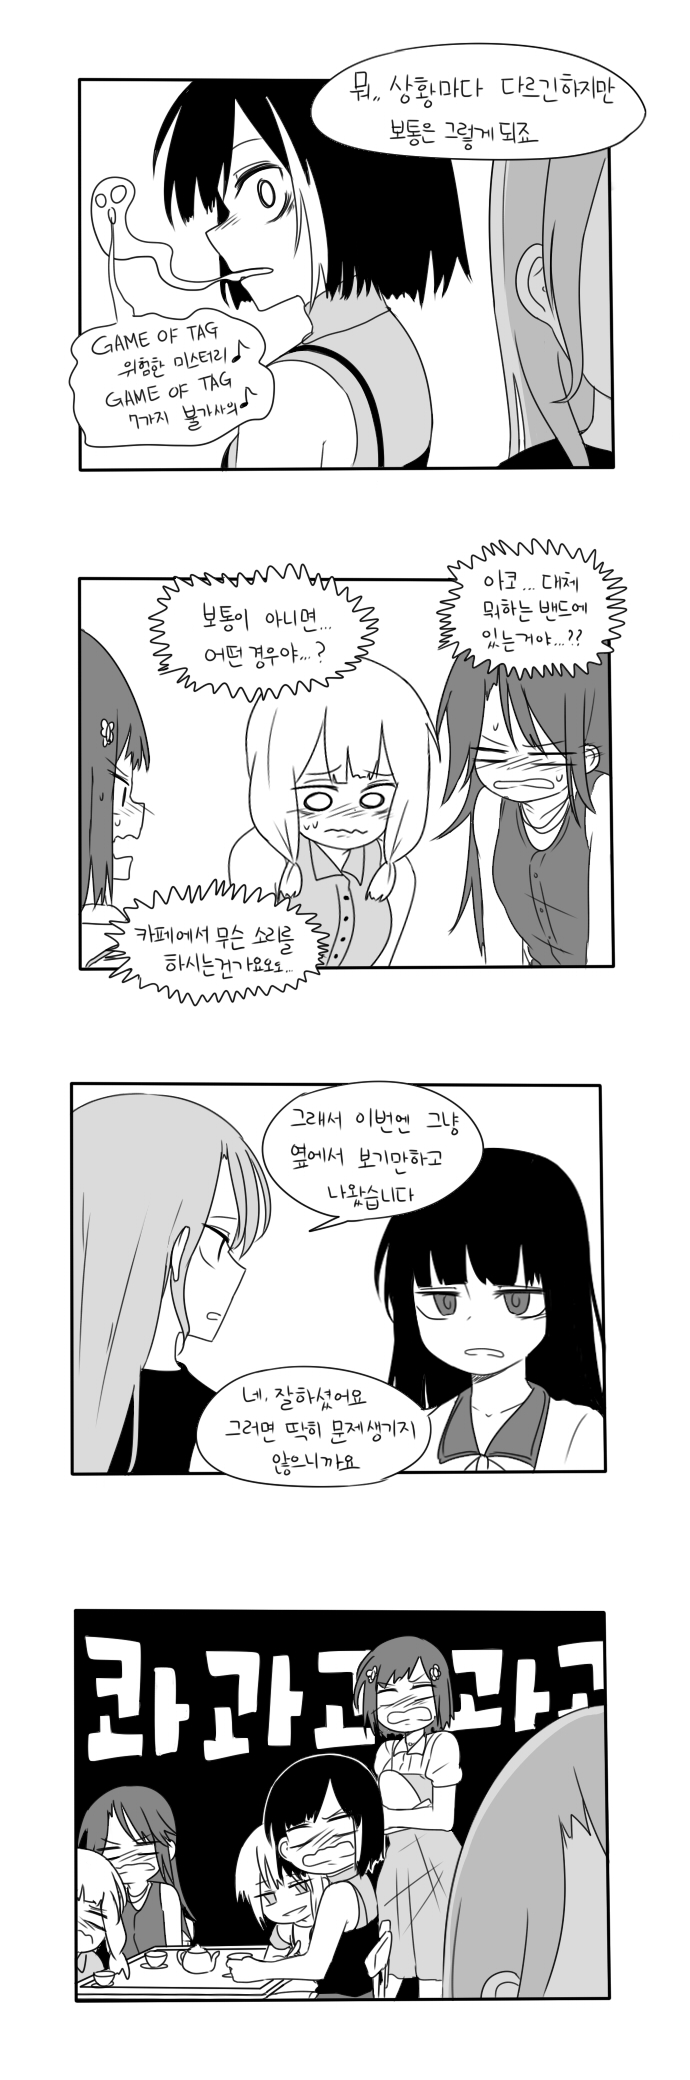 뭐,, 상황마다 다르긴하지만
보통은 그렇게 되죠
GAME OF TAG
위험한 미스터리♪
GAME OF TAG
7가지 불가사의♪
보통이 아니면...
어떤 경우야...?
아코... 대체
뭐하는 밴드에
있는거야...??
카페에서 무슨 소리를
하시는건가요오오...
그래서 이번엔 그냥
옆에서 보기만하고
나왔습니다
네, 잘하셨어요
그러면 딱히 문제생기지
않으니까요
콰과고과고